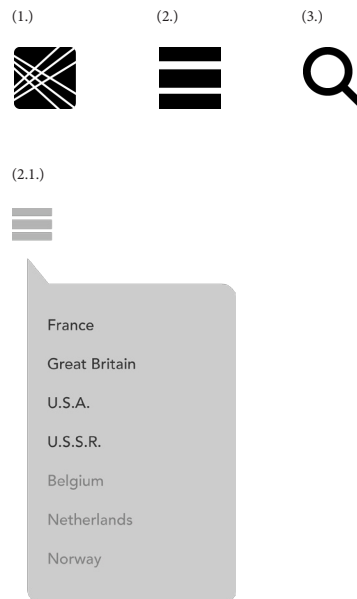 (1.) (2.) (3.)
(2.1.)
France
Great Britain
U.S.A.
U.S.S.R.
Belgium
Netherlands
Norway